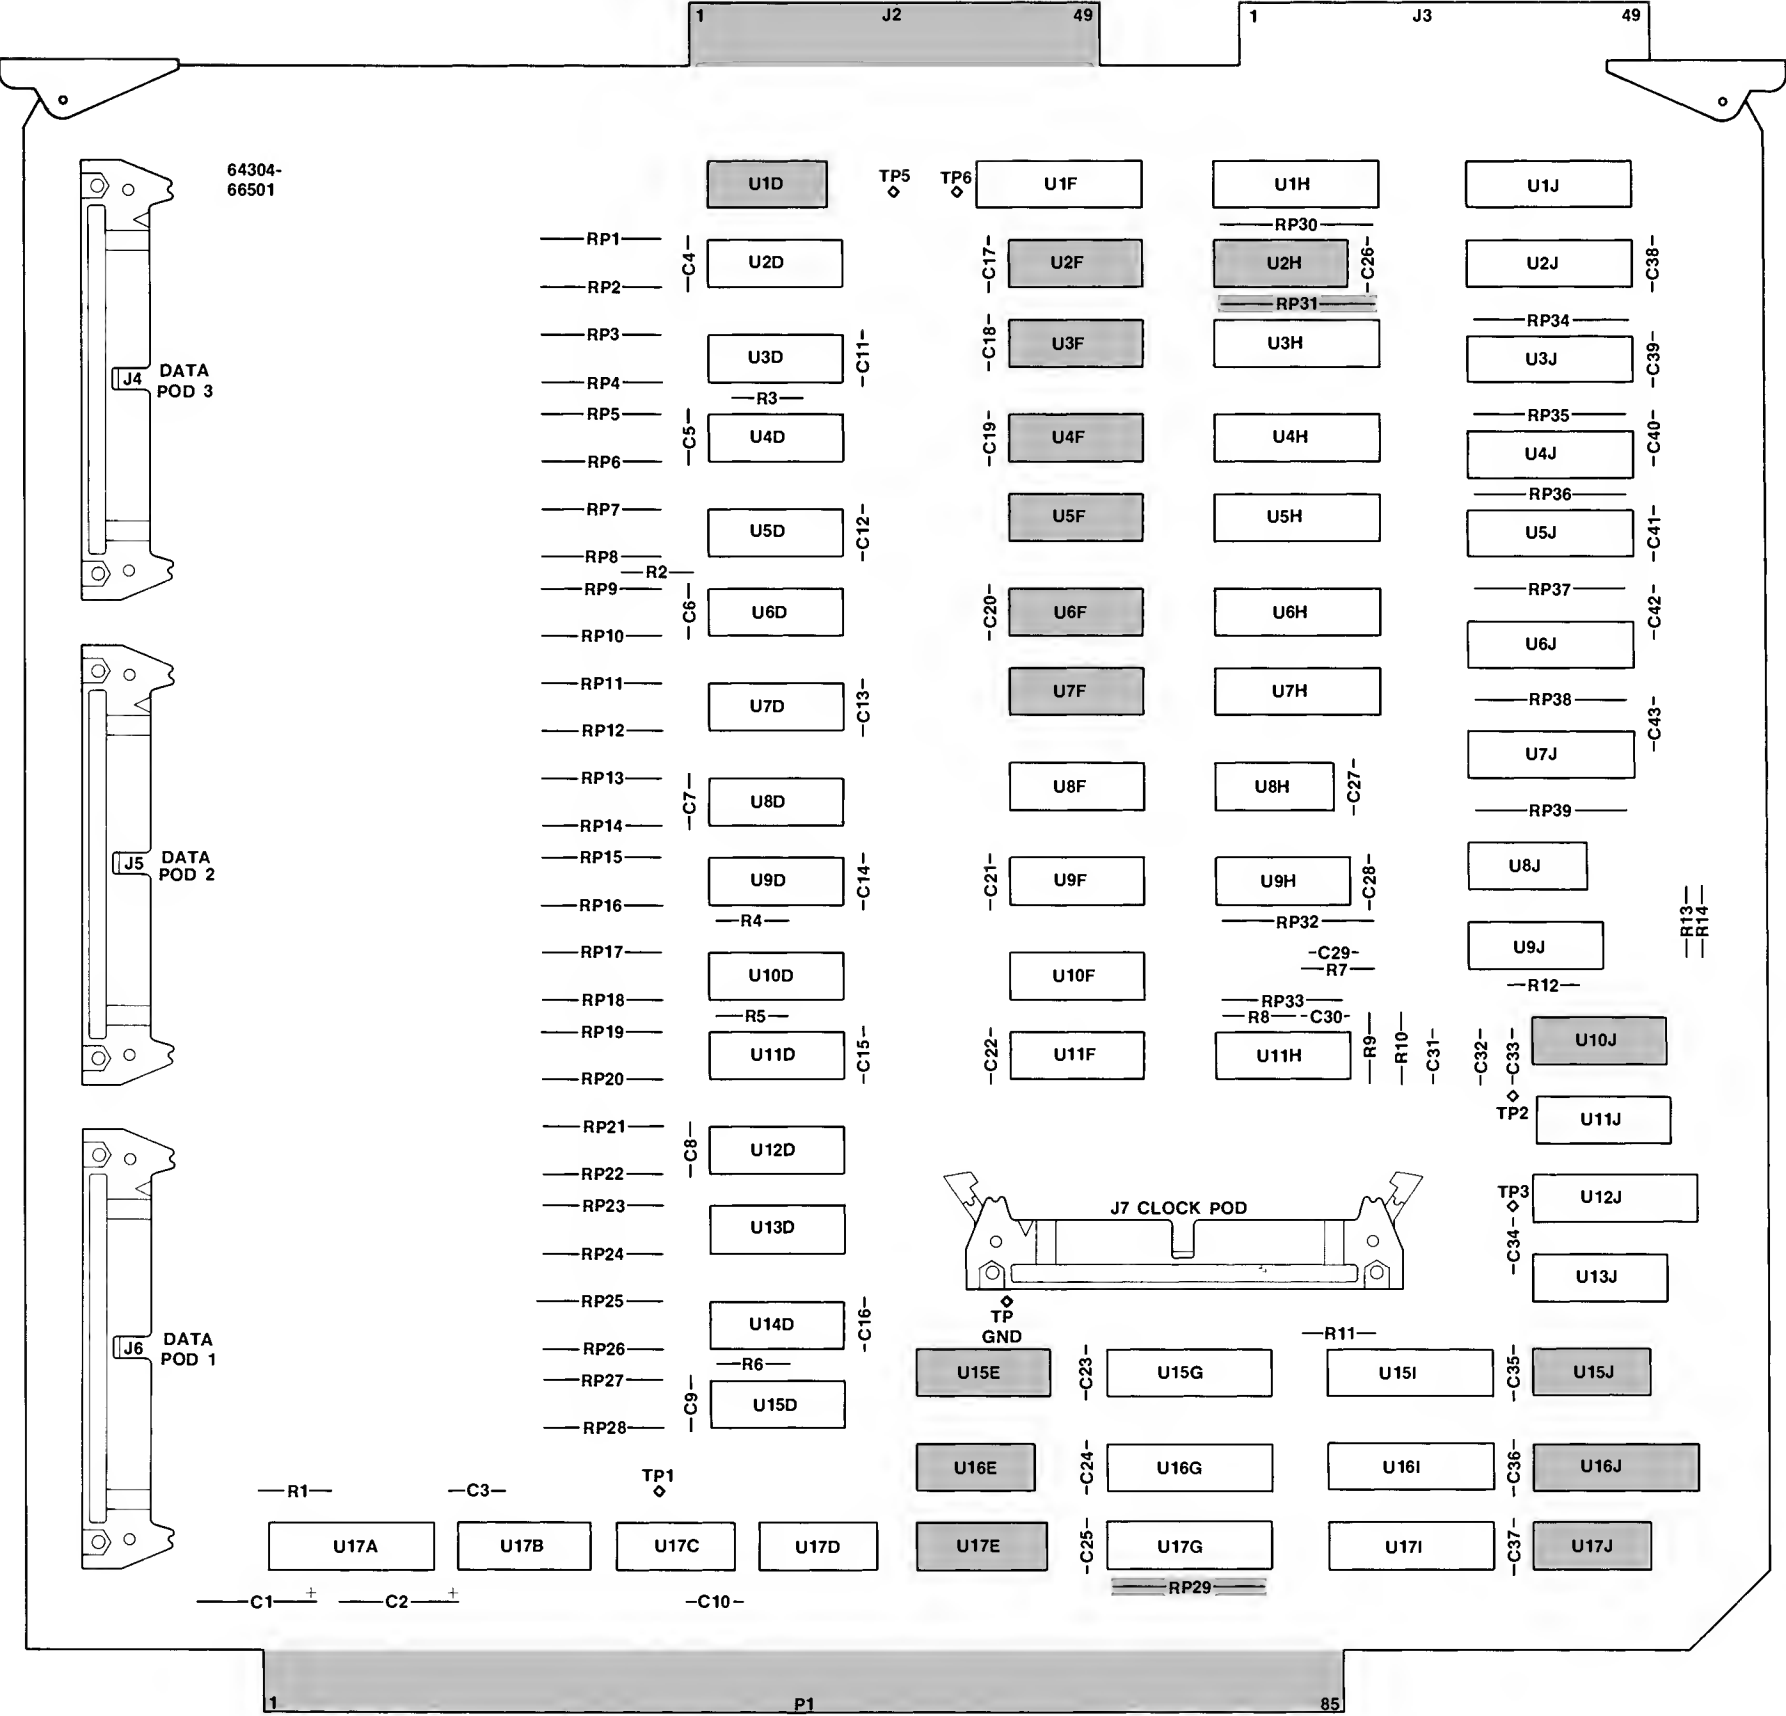 1 J2 49
1 J3 49
64304-
66501
U1D
TP5
TP6
U1F
U1H
U1J
RP30
RP1
C4
U2D
C17
U2F
U2H
C26
U2J
C38
RP2
RP31
RP3
U3D
C11
C18
U3F
U3H
RP34
U3J
C39
J4
DATA
POD 3
RP4
R3
RP5
C5
U4D
C19
U4F
U4H
RP35
U4J
C40
RP6
RP7
U5D
C12
U5F
U5H
RP36
U5J
C41
RP8
R2
RP9
C6
U6D
C20
U6F
U6H
RP37
U6J
C42
RP10
RP11
U7D
C13
U7F
U7H
RP38
C43
U7J
RP12
RP13
C7
U8D
U8F
U8H
C27
RP39
RP14
J5
DATA
POD 2
RP15
U9D
C14
C21
U9F
U9H
C28
U8J
RP16
R4
RP32
R13
R14
RP17
U10D
U10F
C29
R7
U9J
R12
RP18
R5
RP33
R8
C30
RP19
U11D
C15
C22
U11F
U11H
R9
R10
C31
C32
C33
U10J
RP20
TP2
U11J
RP21
C8
U12D
RP22
RP23
U13D
J7 CLOCK POD
TP3
U12J
C34
RP24
U13J
RP25
U14D
C16
TP
GND
R11
J6
DATA
POD 1
RP26
R6
RP27
C9
U15D
U15E
C23
U15G
U15I
C35
U15J
RP28
R1
C3
TP1
U16E
C24
U16G
U16I
C36
U16J
U17A
U17B
U17C
U17D
U17E
C25
U17G
U17I
C37
U17J
RP29
C1 +
C2 +
C10
1 P1 85